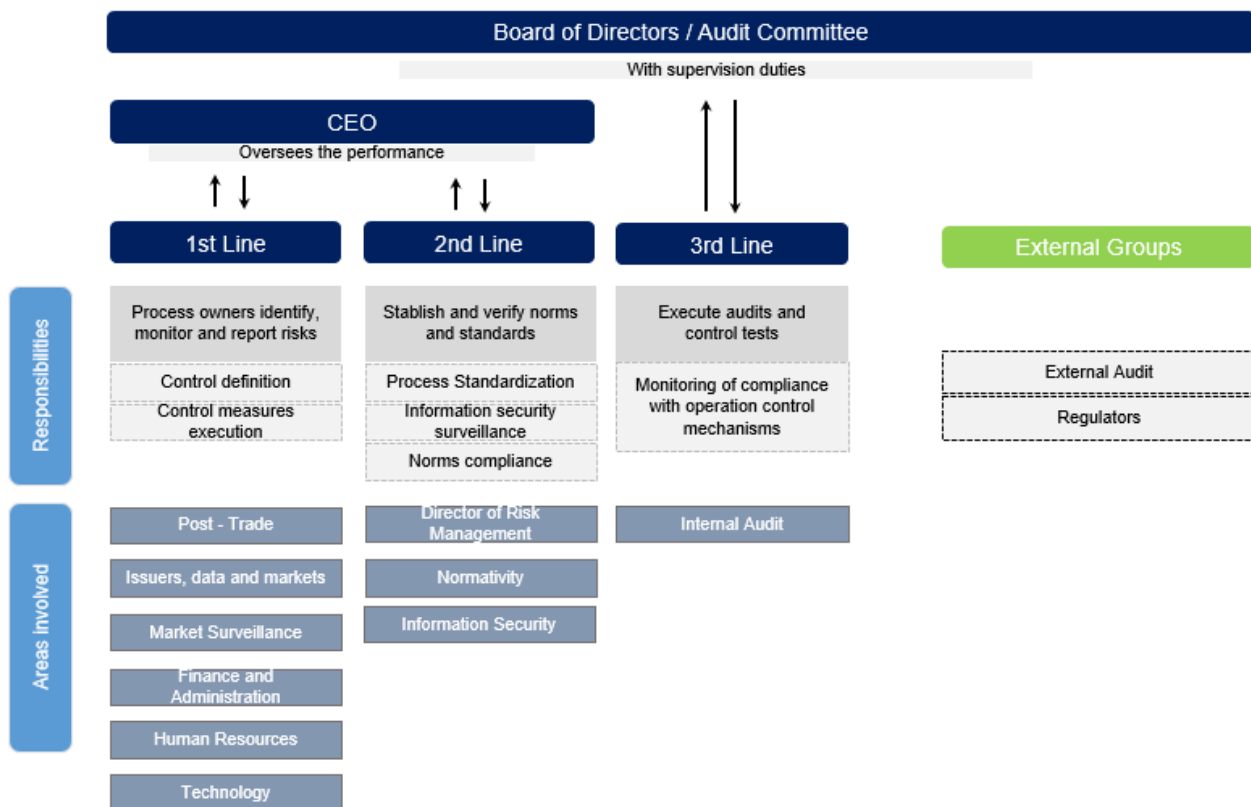 Board of Directors / Audit Committee
With supervision duties
CEO
Oversees the performance
1st Line
2nd Line
3rd Line
External Groups
Responsibilities
Process owners identify,
monitor and report risks
Control definition
Control measures
execution
Stablish and verify norms
and standards
Process Standardization
Information security
surveillance
Norms compliance
Execute audits and
control tests
Monitoring of compliance
with operation control
mechanisms
External Audit
Regulators
Areas involved
Post - Trade
Issuers, data and markets
Market Surveillance
Finance and
Administration
Human Resources
Technology
Director of Risk
Management
Normativity
Information Security
Internal Audit